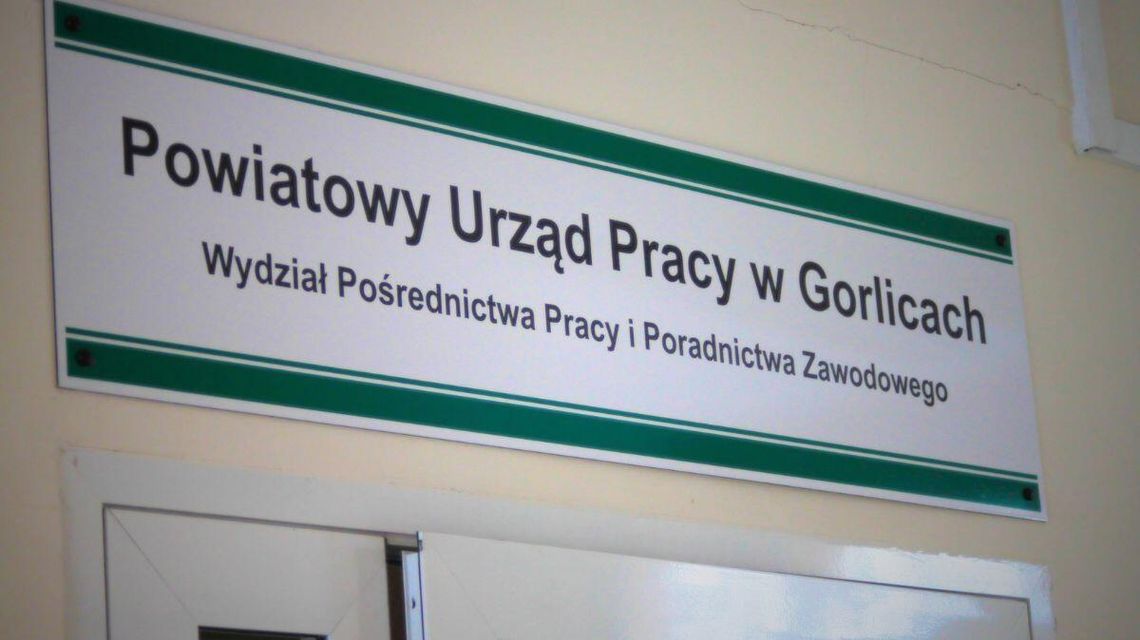 Powiatowy Urząd Pracy w Gorlicach
Wydział Pośrednictwa Pracy i Poradnictwa Zawodowego